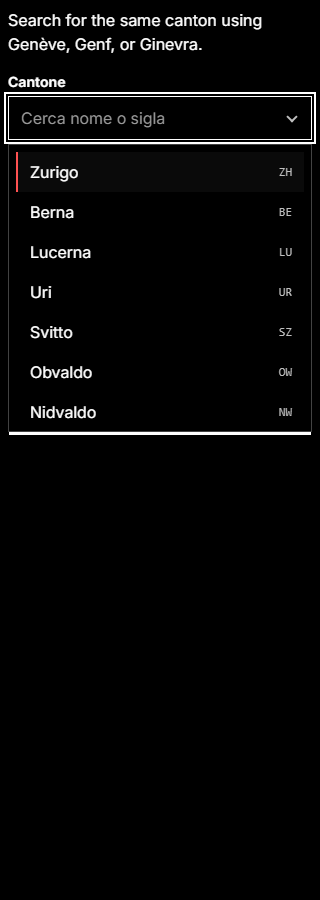 Search for the same canton using
Genève, Genf, or Ginevra.
Cantone
Cerca nome o sigla
Zurigo ZH
Berna BE
Lucerna LU
Uri UR
Svitto SZ
Obvaldo OW
Nidvaldo NW